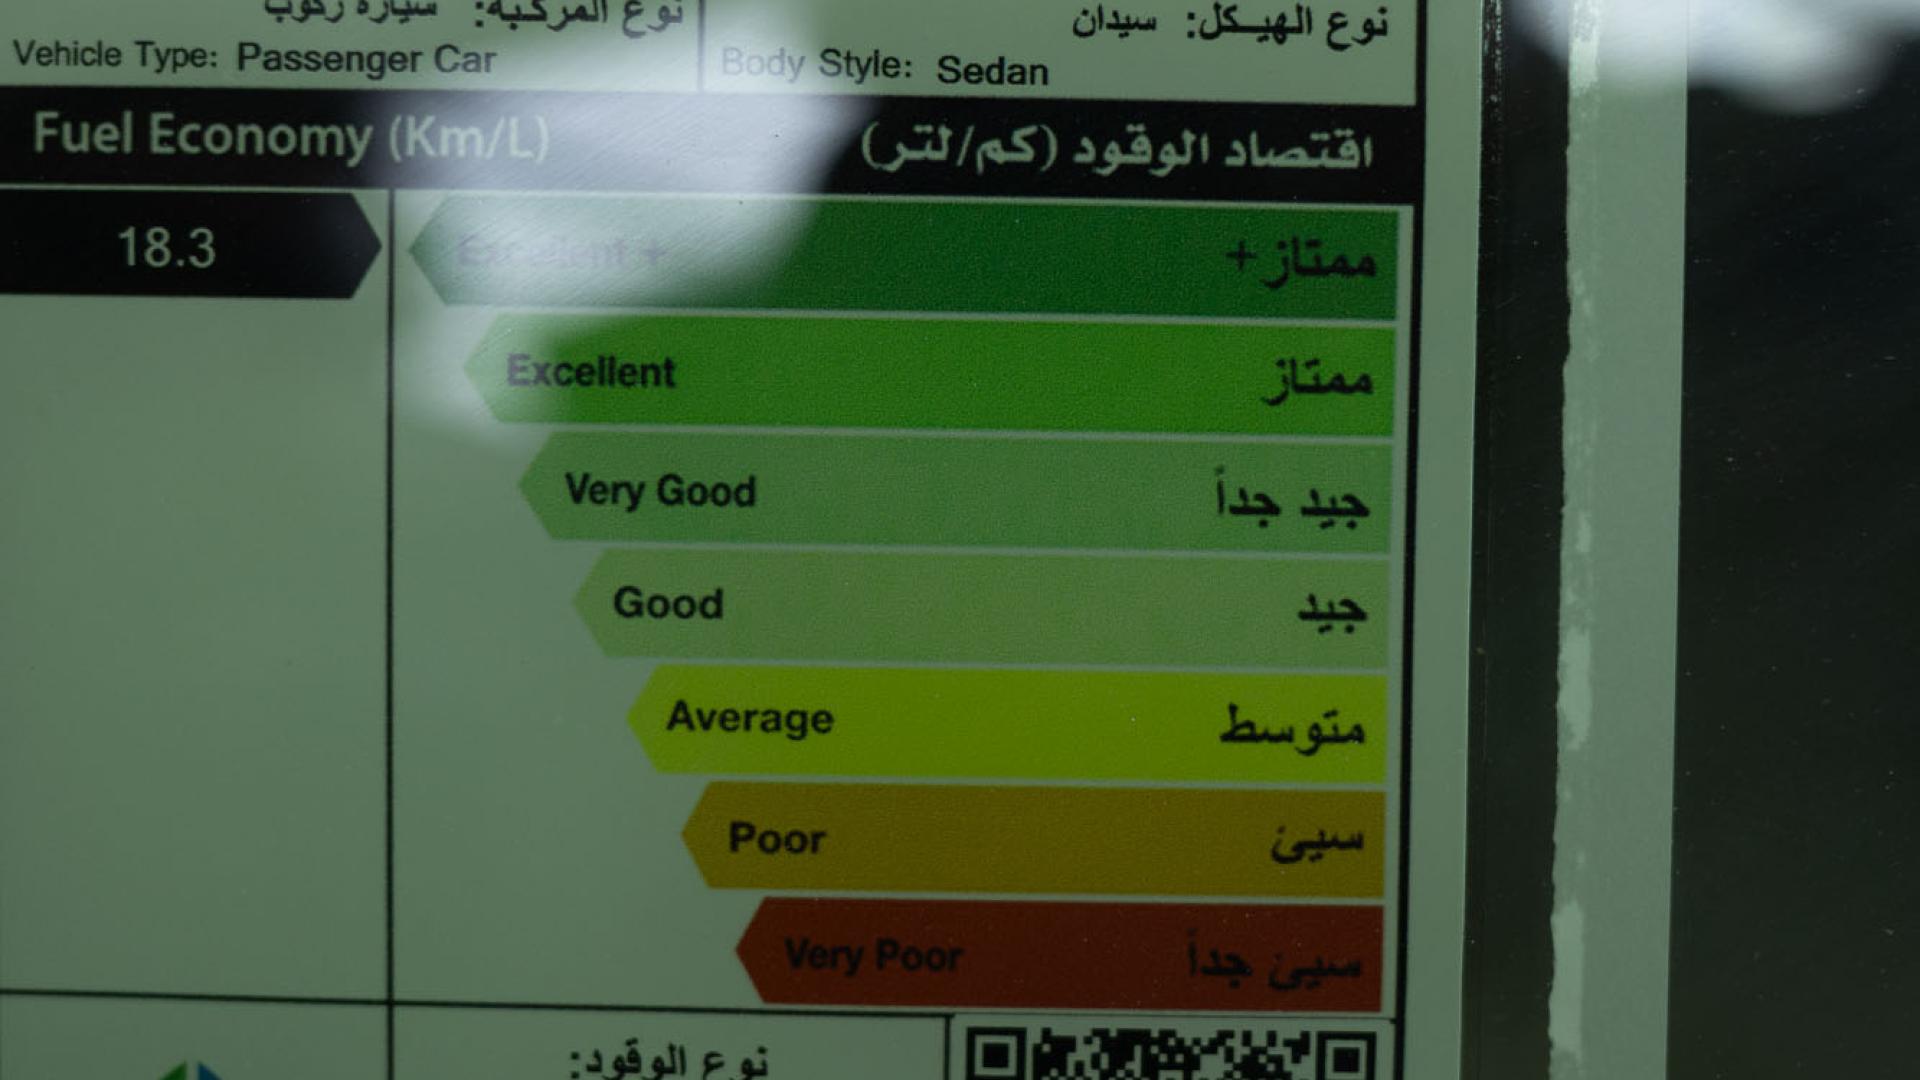 نوع المركبة: سيارة ركوب
نوع الهيكل: سيدان
Vehicle Type: Passenger Car
Body Style: Sedan
Fuel Economy (Km/L)
اقتصاد الوقود (كم/لتر)
18.3
Excellent +
ممتاز+
Excellent
ممتاز
Very Good
جيد جداً
Good
جيد
Average
متوسط
Poor
سيئ
Very Poor
سيئ جداً
نوع الوقود: